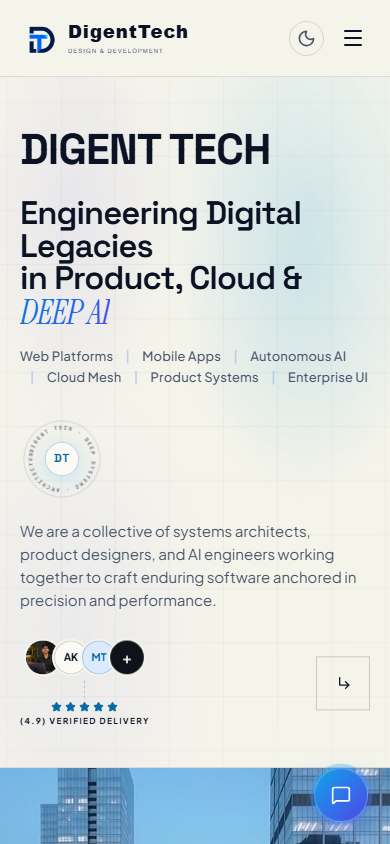 DigentTech
DESIGN & DEVELOPMENT
DIGENT TECH
Engineering Digital
Legacies
in Product, Cloud &
DEEP AI
Web Platforms | Mobile Apps | Autonomous AI
| Cloud Mesh | Product Systems | Enterprise UI
DT
We are a collective of systems architects,
product designers, and AI engineers working
together to craft enduring software anchored in
precision and performance.
AK MT +
(4.9) VERIFIED DELIVERY